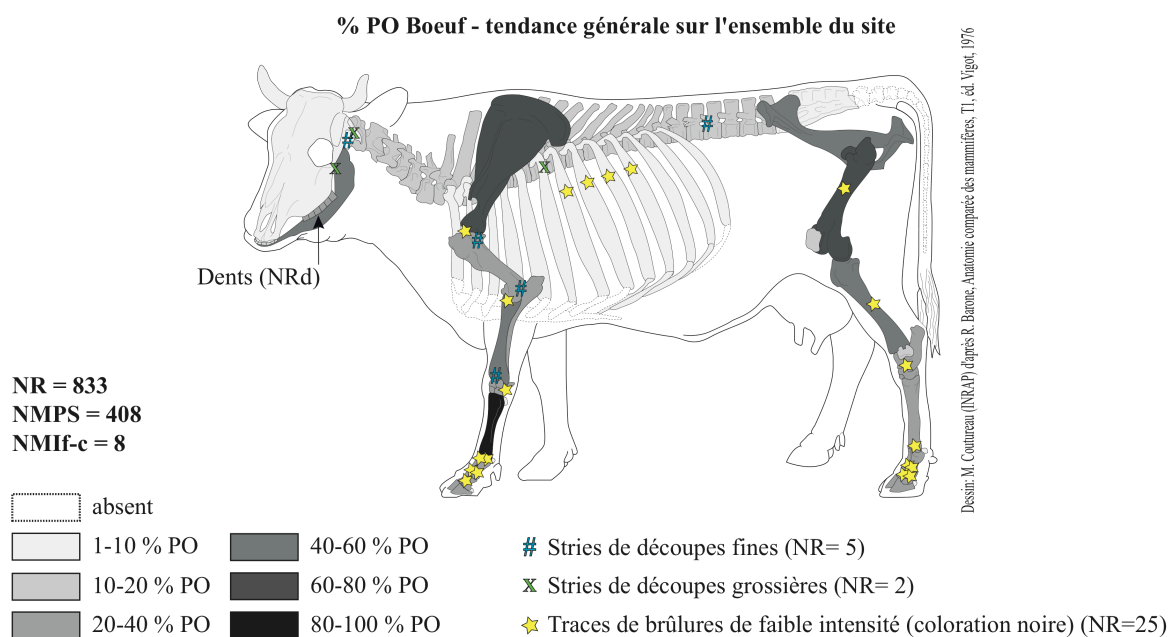 % PO Boeuf - tendance générale sur l'ensemble du site
Dents (NRd)
NR = 833
NMPS = 408
NMIf-c = 8
absent
1-10 % PO
10-20 % PO
20-40 % PO
40-60 % PO
60-80 % PO
80-100 % PO
Stries de découpes fines (NR= 5)
Stries de découpes grossières (NR= 2)
Traces de brûlures de faible intensité (coloration noire) (NR=25)
Dessin: M. Coutureau (INRAP) d'après R. Barone, Anatomie comparée des mammifères, T1, éd. Vigot, 1976